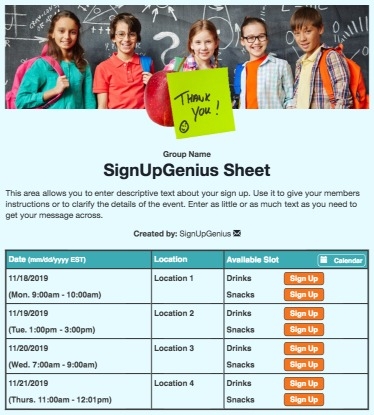 THANK
YOU!
Group Name
SignUpGenius Sheet
This area allows you to enter descriptive text about your sign up. Use it to give your members
instructions or to clarify the details of the event. Enter as little or as much text as you need to
get your message across.
Created by: SignUpGenius
Date (mm/dd/yyyy EST) Location Available Slot Calendar
11/18/2019 Location 1 Drinks Sign Up
(Mon. 9:00am - 10:00am) Snacks Sign Up
11/19/2019 Location 2 Drinks Sign Up
(Tue. 1:00pm - 3:00pm) Snacks Sign Up
11/20/2019 Location 3 Drinks Sign Up
(Wed. 7:00am - 9:00am) Snacks Sign Up
11/21/2019 Location 4 Drinks Sign Up
(Thurs. 11:00am - 12:01pm) Snacks Sign Up